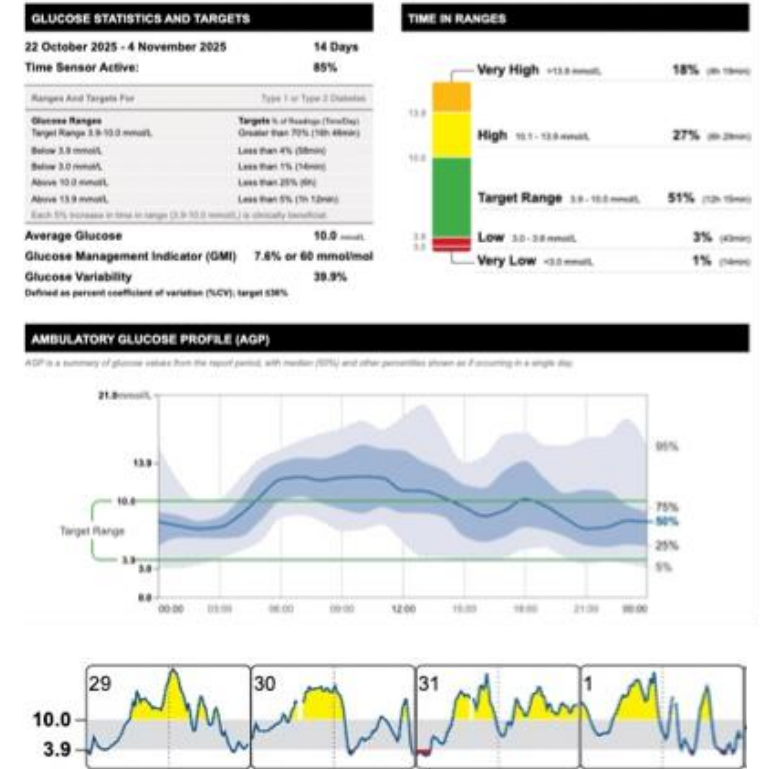 GLUCOSE STATISTICS AND TARGETS
22 October 2025 - 4 November 2025 14 Days
Time Sensor Active: 85%
Ranges And Targets For Type 1 or Type 2 Diabetes
Glucose Ranges Targets % of Readings (Time/Day)
Target Range 3.9-10.0 mmol/L Greater than 70% (16h 48min)
Below 3.9 mmol/L Less than 4% (58min)
Below 3.0 mmol/L Less than 1% (14min)
Above 10.0 mmol/L Less than 25% (6h)
Above 13.9 mmol/L Less than 5% (1h 12min)
Each 5% increase in time in range (3.9-10.0 mmol/L) is clinically beneficial.
Average Glucose 10.0 mmol/L
Glucose Management Indicator (GMI) 7.6% or 60 mmol/mol
Glucose Variability 39.9%
Defined as percent coefficient of variation (%CV); target ≤36%
TIME IN RANGES
Very High >13.9 mmol/L 18% (4h 19min)
13.9
High 10.1 - 13.9 mmol/L 27% (6h 29min)
10.0
Target Range 3.9 - 10.0 mmol/L 51% (12h 15min)
3.9
Low 3.0 - 3.8 mmol/L 3% (43min)
3.0
Very Low <3.0 mmol/L 1% (14min)
AMBULATORY GLUCOSE PROFILE (AGP)
AGP is a summary of glucose values from the report period, with median (50%) and other percentiles shown as if occurring in a single day.
21.0 mmol/L
95%
13.9
10.0
75%
50%
Target Range
25%
3.9
5%
3.0
0.0
00:00 03:00 06:00 09:00 12:00 15:00 18:00 21:00 00:00
29 30 31 1
10.0
3.9